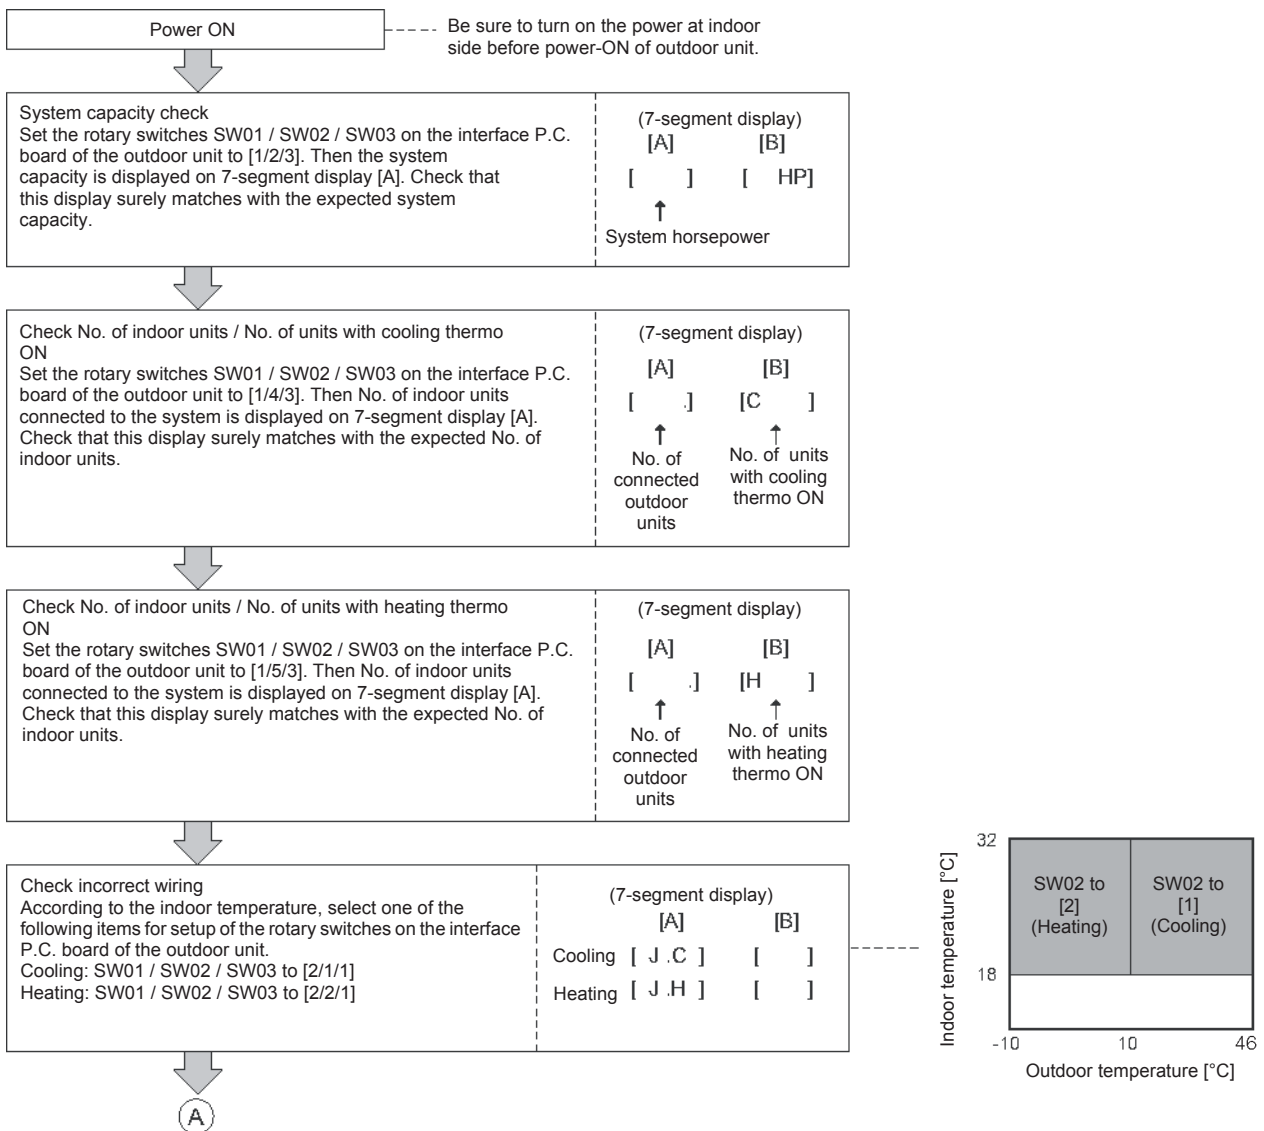 Power ON
Be sure to turn on the power at indoor
side before power-ON of outdoor unit.
System capacity check
Set the rotary switches SW01 / SW02 / SW03 on the interface P.C.
board of the outdoor unit to [1/2/3]. Then the system
capacity is displayed on 7-segment display [A]. Check that
this display surely matches with the expected system
capacity.
(7-segment display)
[A] [B]
[ ] [ HP]
System horsepower
Check No. of indoor units / No. of units with cooling thermo
ON
Set the rotary switches SW01 / SW02 / SW03 on the interface P.C.
board of the outdoor unit to [1/4/3]. Then No. of indoor units
connected to the system is displayed on 7-segment display [A].
Check that this display surely matches with the expected No. of
indoor units.
(7-segment display)
[A] [B]
[ .] [C ]
No. of
connected
outdoor
units
No. of units
with cooling
thermo ON
Check No. of indoor units / No. of units with heating thermo
ON
Set the rotary switches SW01 / SW02 / SW03 on the interface P.C.
board of the outdoor unit to [1/5/3]. Then No. of indoor units
connected to the system is displayed on 7-segment display [A].
Check that this display surely matches with the expected No. of
indoor units.
(7-segment display)
[A] [B]
[ .] [H ]
No. of
connected
outdoor
units
No. of units
with heating
thermo ON
Check incorrect wiring
According to the indoor temperature, select one of the
following items for setup of the rotary switches on the interface
P.C. board of the outdoor unit.
Cooling: SW01 / SW02 / SW03 to [2/1/1]
Heating: SW01 / SW02 / SW03 to [2/2/1]
(7-segment display)
[A] [B]
Cooling [ J .C ] [ ]
Heating [ J .H ] [ ]
A
Indoor temperature [°C]
32
18
SW02 to
[2]
(Heating)
SW02 to
[1]
(Cooling)
-10 10 46
Outdoor temperature [°C]